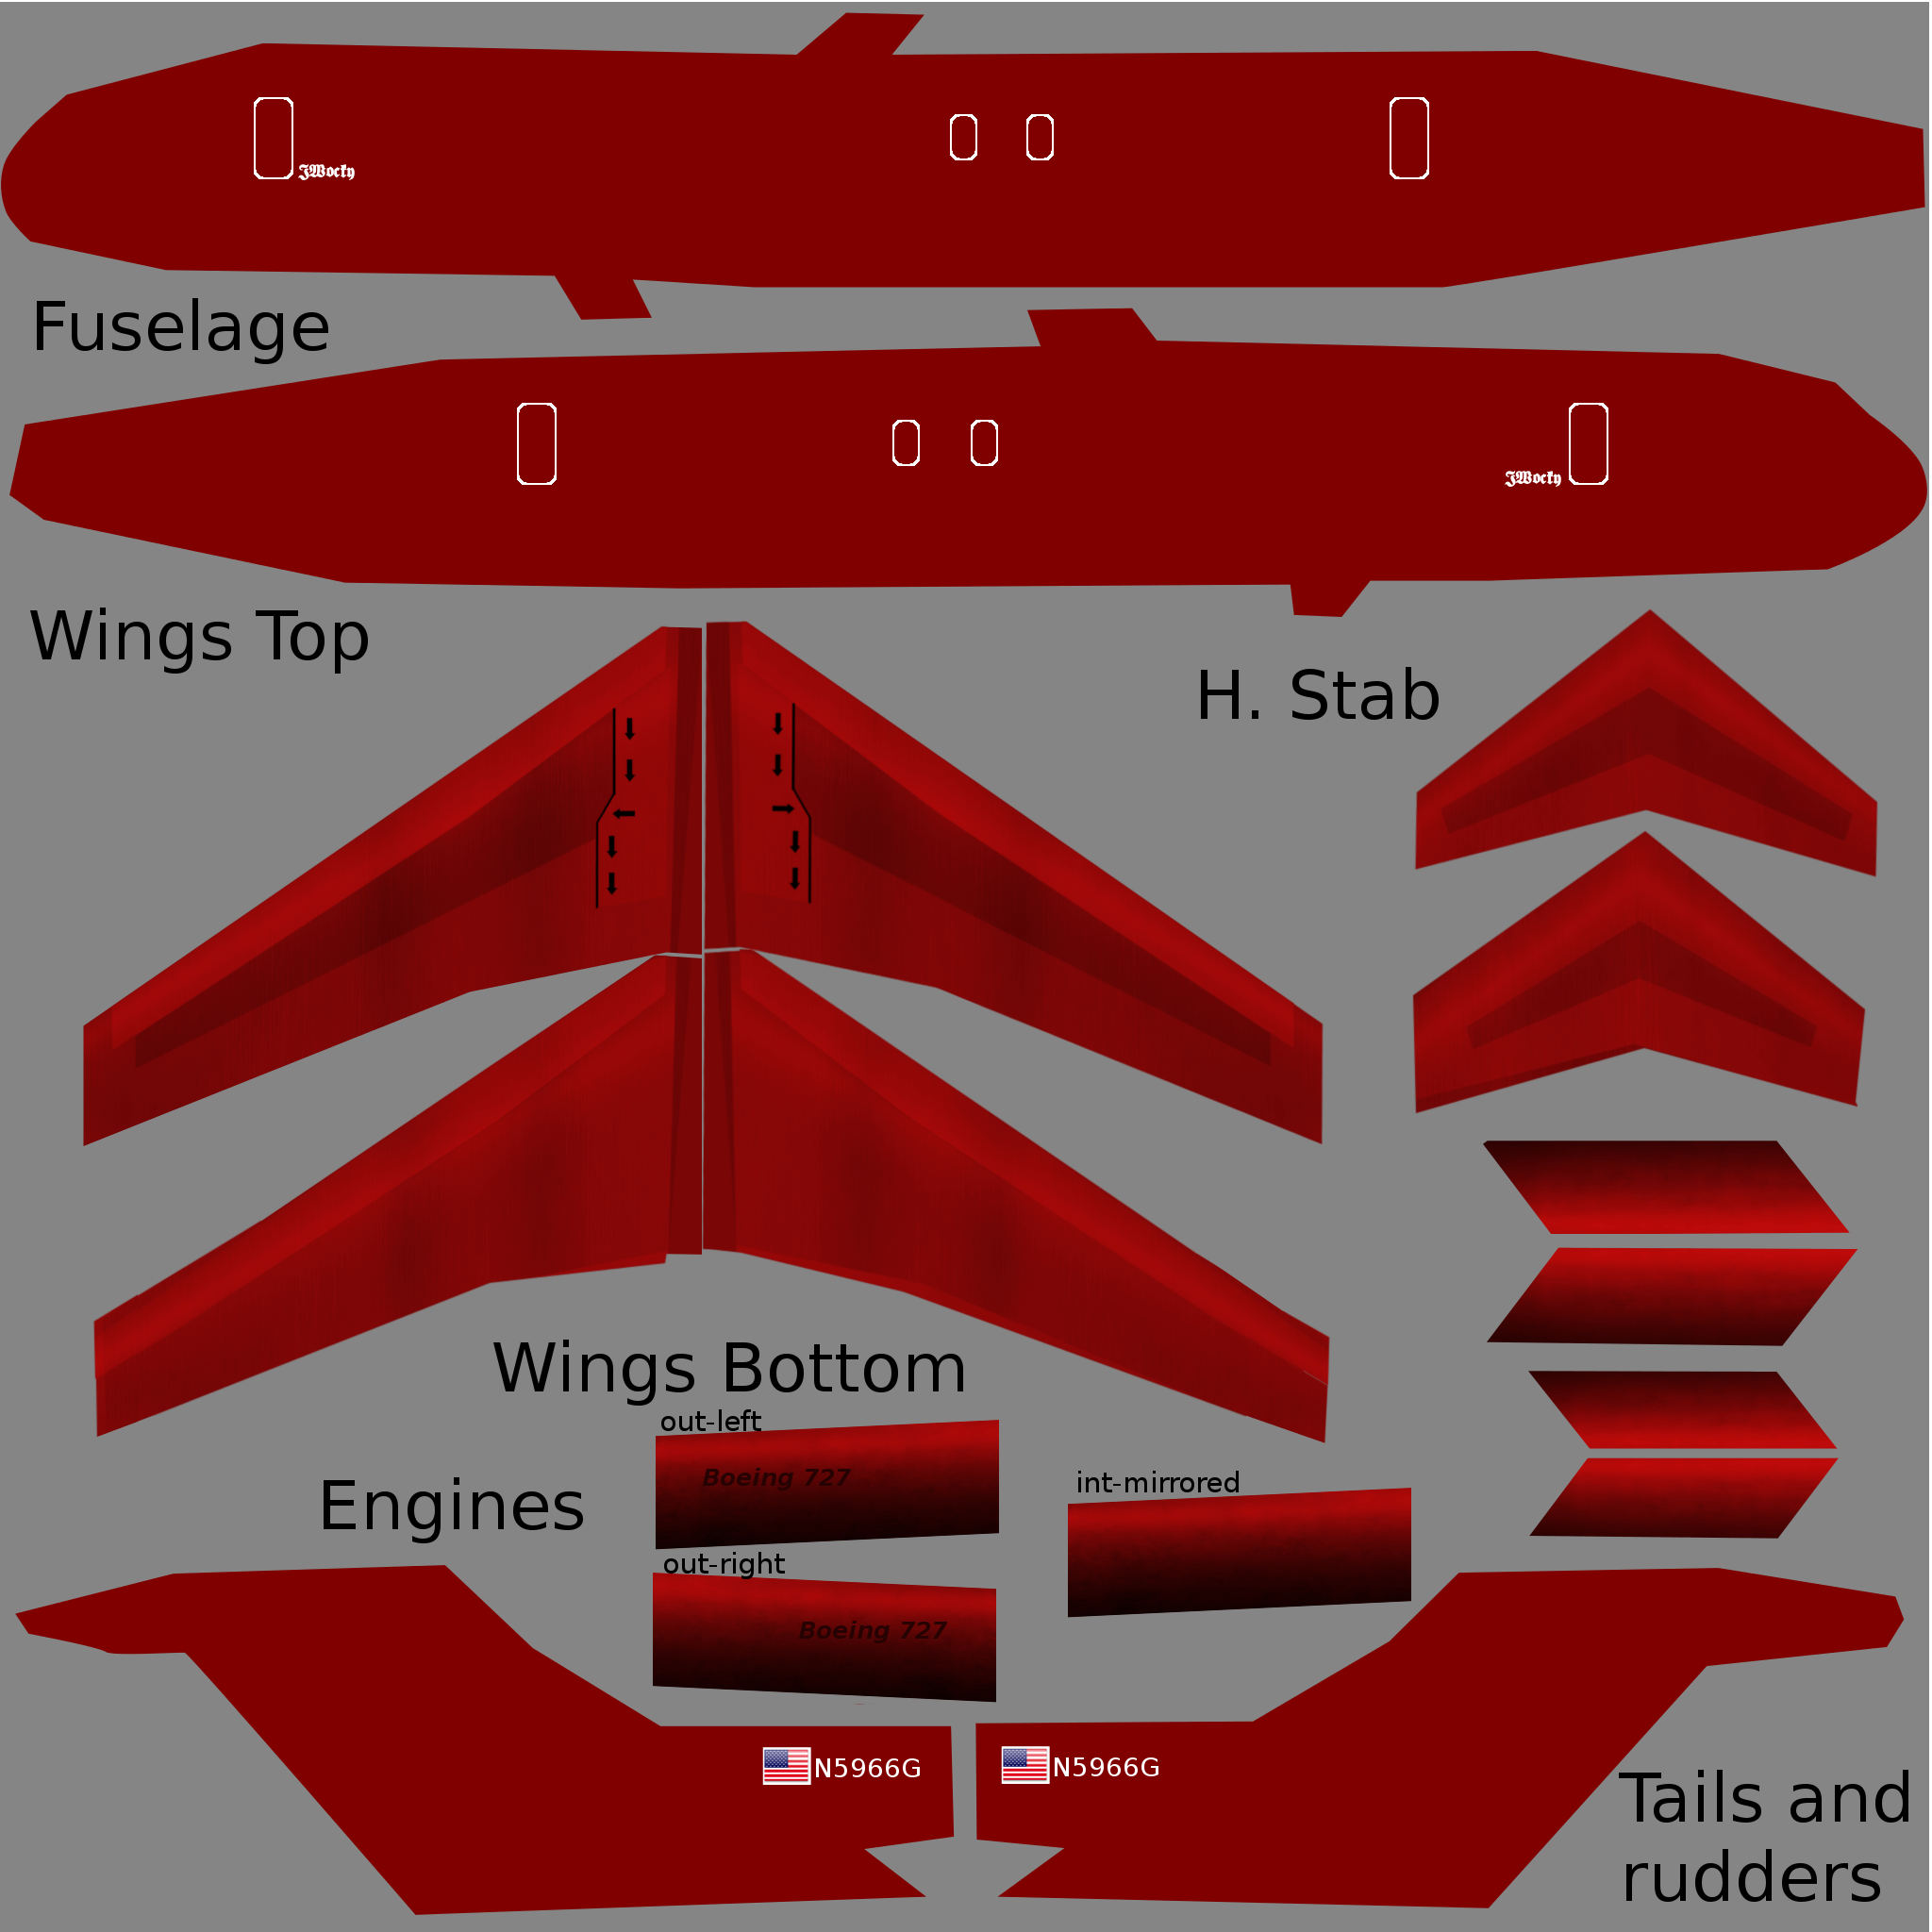 JWocky
Fuselage
JWocky
Wings Top
H. Stab
Wings Bottom
out-left
Boeing 727
int-mirrored
Engines
out-right
Boeing 727
N5966G
N5966G
Tails and
rudders